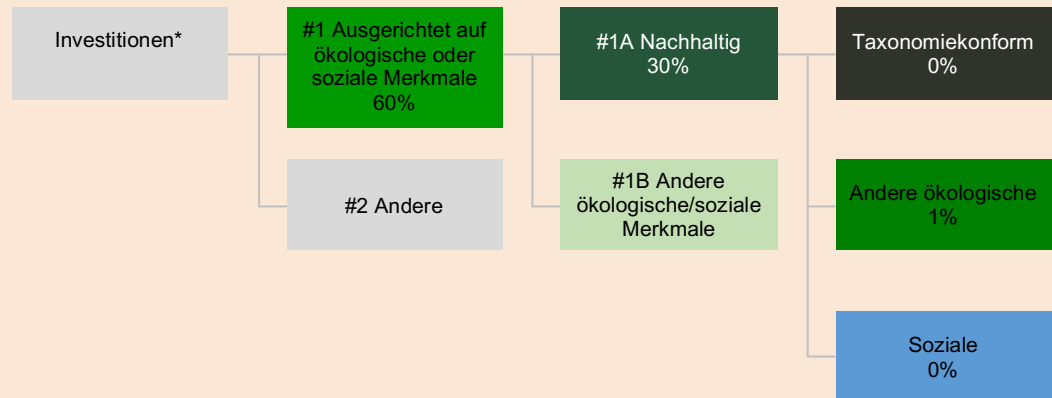 Investitionen*
#1 Ausgerichtet auf
ökologische oder
soziale Merkmale
60%
#1A Nachhaltig
30%
Taxonomiekonform
0%
#2 Andere
#1B Andere
ökologische/soziale
Merkmale
Andere ökologische
1%
Soziale
0%